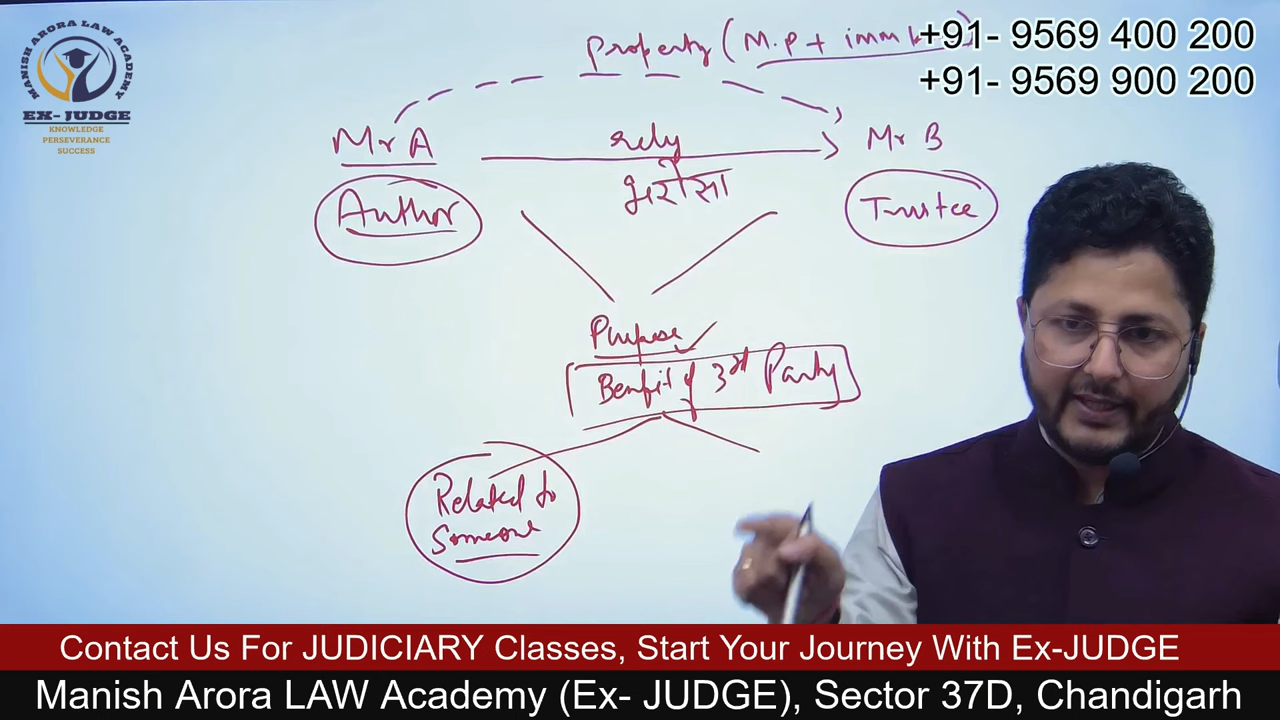 MANISH ARORA LAW ACADEMY
EX- JUDGE
KNOWLEDGE
PERSEVERANCE
SUCCESS
+91- 9569 400 200
+91- 9569 900 200
Property (M.P +
Mr A
rely
Mr B
भरोसा
Author
Trustee
Purpose
Benefit of 3rd Party
Related to
Someone
Contact Us For JUDICIARY Classes, Start Your Journey With Ex-JUDGE
Manish Arora LAW Academy (Ex- JUDGE), Sector 37D, Chandigarh